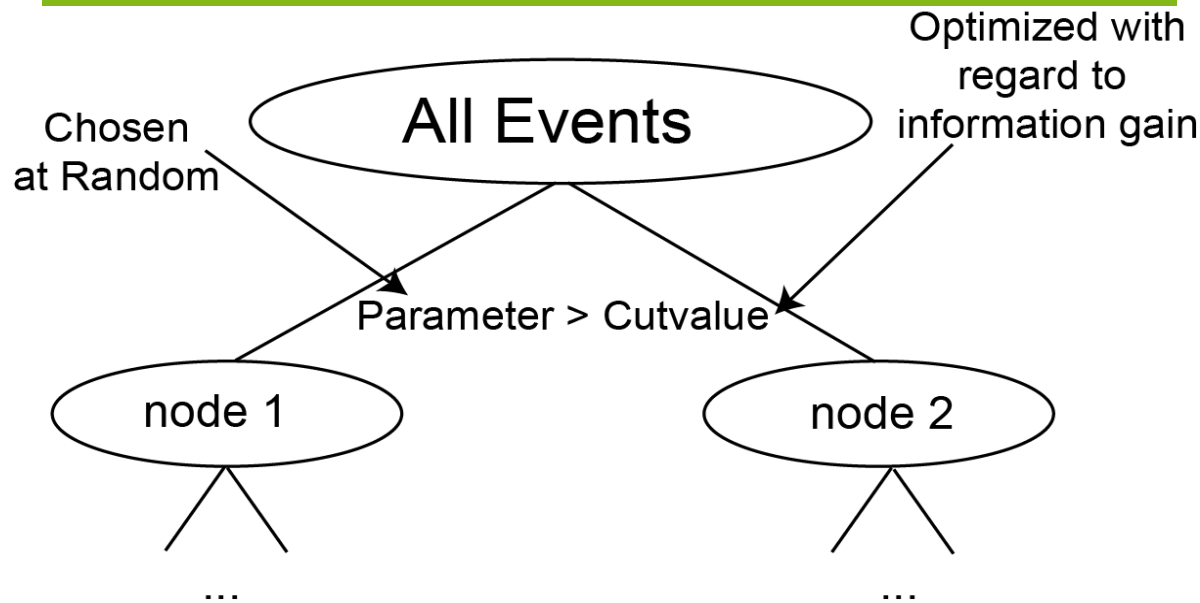 Optimized with
regard to
information gain
All Events
Chosen
at Random
Parameter > Cutvalue
node 1
node 2
...
...